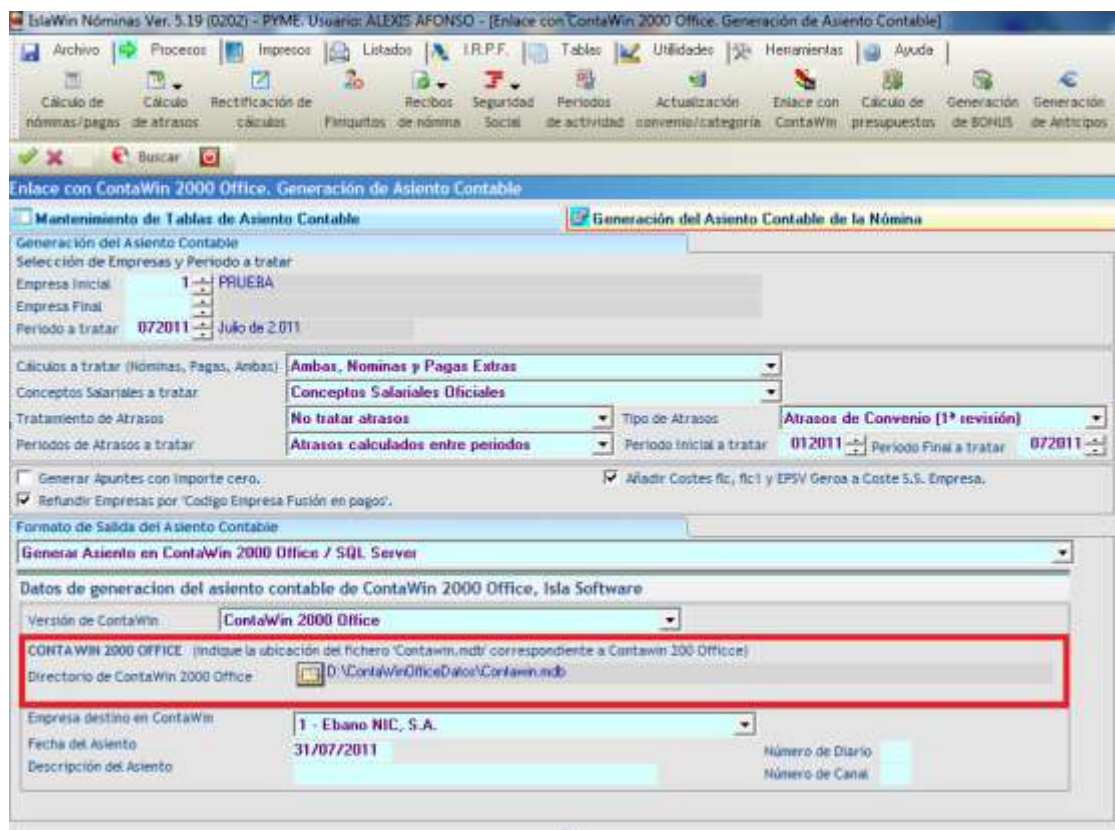 IslaWin Nóminas Ver. 5.19 (0202) - PYME. Usuario: ALEXIS AFONSO - [Enlace con ContaWin 2000 Office. Generación de Asiento Contable]
Archivo Procesos Impresos Listados I.R.P.F. Tablas Utilidades Herramientas Ayuda
Cálculo de nóminas/pagas Cálculo de atrasos Rectificación de cálculos Finiquitos Recibos de nómina Seguridad Social Periodos de actividad Actualización convenio/categoría Enlace con ContaWin Cálculo de presupuestos Generación de BONUS Generación de Anticipos
Buscar
Enlace con ContaWin 2000 Office. Generación de Asiento Contable
Mantenimiento de Tablas de Asiento Contable Generación del Asiento Contable de la Nómina
Generación del Asiento Contable
Selección de Empresas y Periodo a tratar
Empresa Inicial 1 PRUEBA
Empresa Final
Periodo a tratar 072011 Julio de 2.011
Cálculos a tratar (Nóminas, Pagas, Ambas) Ambas, Nominas y Pagas Extras
Conceptos Salariales a tratar Conceptos Salariales Oficiales
Tratamiento de Atrasos No tratar atrasos Tipo de Atrasos Atrasos de Convenio (1ª revisión)
Periodos de Atrasos a tratar Atrasos calculados entre periodos Periodo Inicial a tratar 012011 Periodo Final a tratar 072011
Generar Apuntes con Importe cero. Añadir Costes flc, flc1 y EPSV Geroa a Coste S.S. Empresa.
Refundir Empresas por 'Codigo Empresa Fusión en pagos'.
Formato de Salida del Asiento Contable
Generar Asiento en ContaWin 2000 Office / SQL Server
Datos de generacion del asiento contable de ContaWin 2000 Office, Isla Software
Versión de ContaWin ContaWin 2000 Office
CONTAWIN 2000 OFFICE (Indique la ubicación del fichero 'Contawin.mdb' correspondiente a Contawin 200 Officce)
Directorio de ContaWin 2000 Office D:\ContaWinOfficeDatos\Contawin.mdb
Empresa destino en ContaWin 1 - Ebano NIC, S.A.
Fecha del Asiento 31/07/2011 Número de Diario
Descripción del Asiento Número de Canal